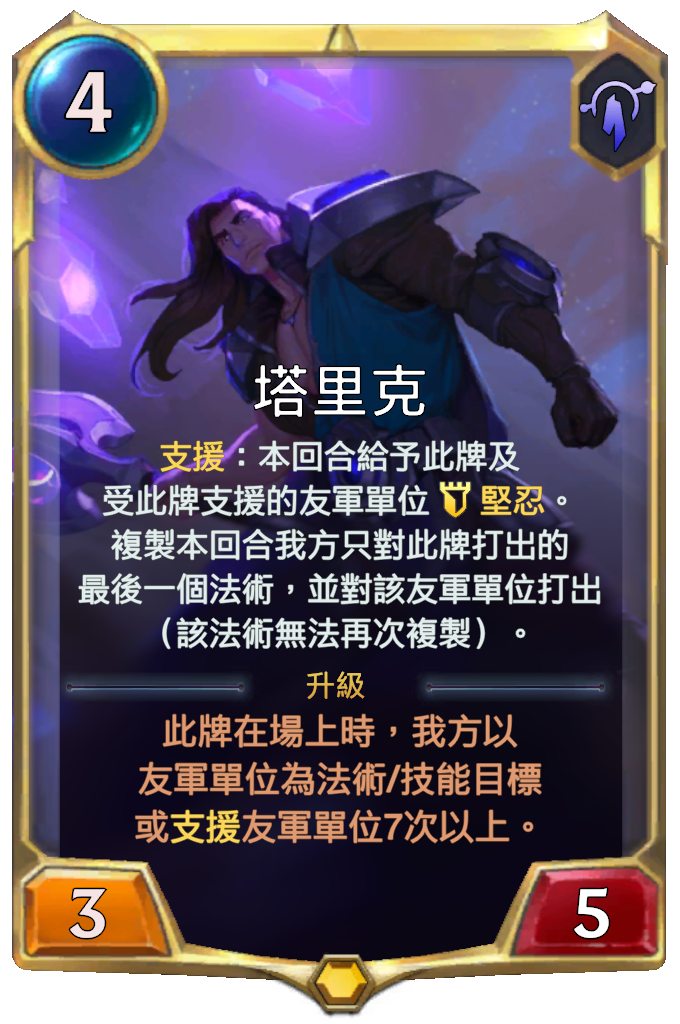 4
塔里克
支援：本回合給予此牌及
受此牌支援的友軍單位 堅忍。
複製本回合我方只對此牌打出的
最後一個法術，並對該友軍單位打出
（該法術無法再次複製）。
升級
此牌在場上時，我方以
友軍單位為法術/技能目標
或支援友軍單位7次以上。
3
5